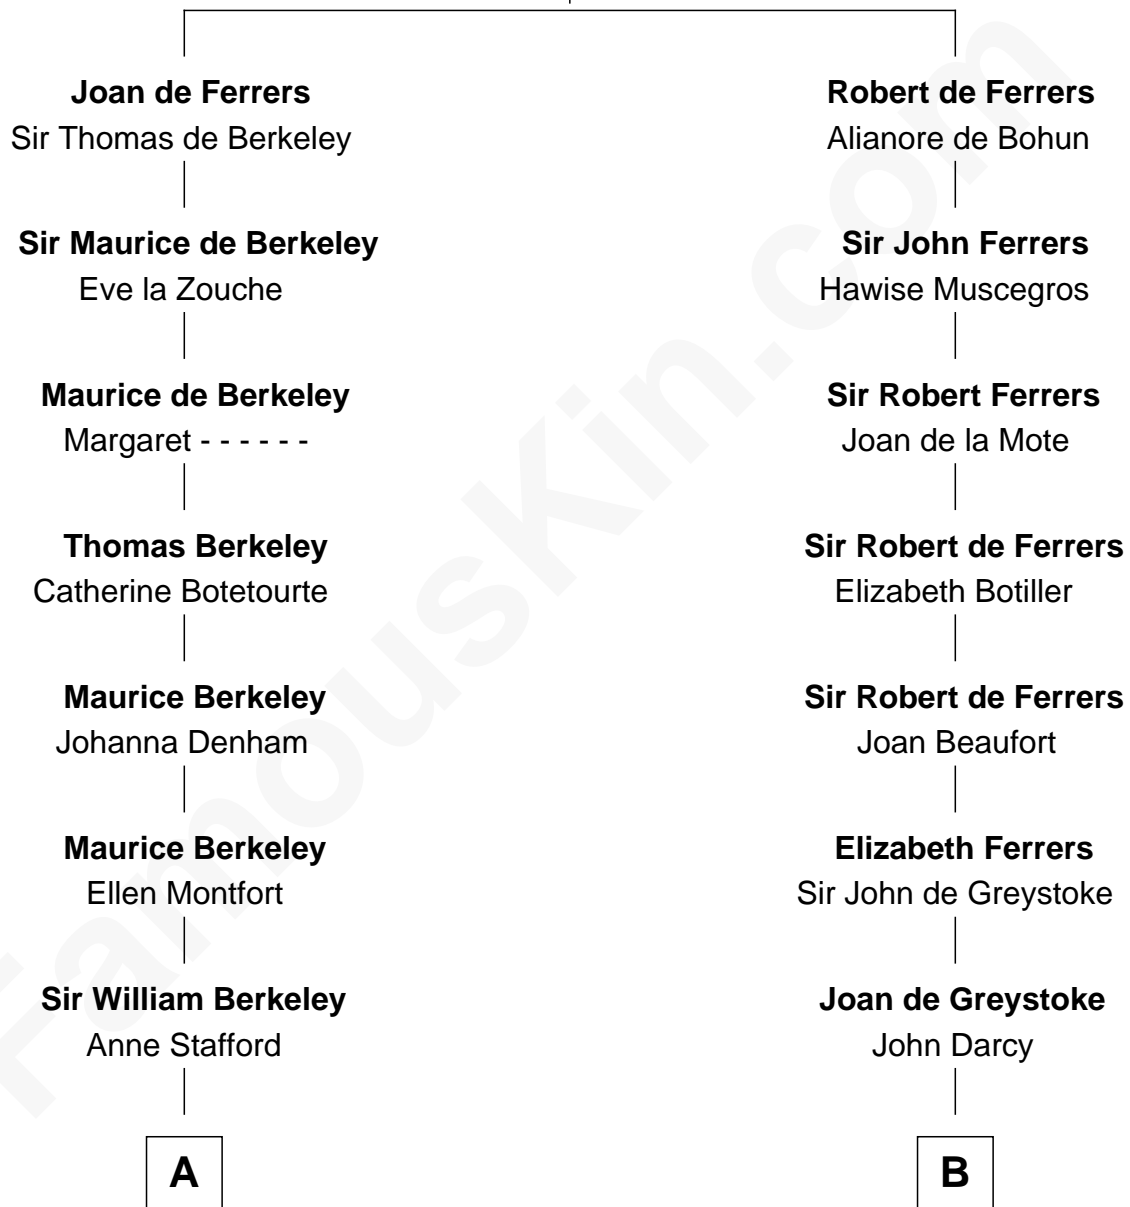 Joan de Ferrers
Sir Thomas de Berkeley
Sir Maurice de Berkeley
Eve la Zouche
Maurice de Berkeley
Margaret - - - - - -
Thomas Berkeley
Catherine Botetourte
Maurice Berkeley
Johanna Denham
Maurice Berkeley
Ellen Montfort
Sir William Berkeley
Anne Stafford
A
Robert de Ferrers
Alianore de Bohun
Sir John Ferrers
Hawise Muscegros
Sir Robert Ferrers
Joan de la Mote
Sir Robert de Ferrers
Elizabeth Botiller
Sir Robert de Ferrers
Joan Beaufort
Elizabeth Ferrers
Sir John de Greystoke
Joan de Greystoke
John Darcy
B
FamousKin.com